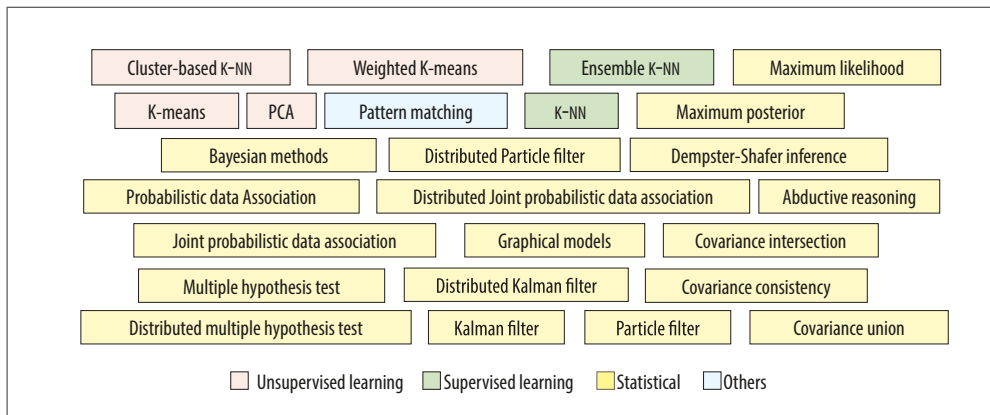 Cluster-based K-NN Weighted K-means Ensemble K-NN Maximum likelihood
K-means PCA Pattern matching K-NN Maximum posterior
Bayesian methods Distributed Particle filter Dempster-Shafer inference
Probabilistic data Association Distributed Joint probabilistic data association Abductive reasoning
Joint probabilistic data association Graphical models Covariance intersection
Multiple hypothesis test Distributed Kalman filter Covariance consistency
Distributed multiple hypothesis test Kalman filter Particle filter Covariance union
Unsupervised learning Supervised learning Statistical Others